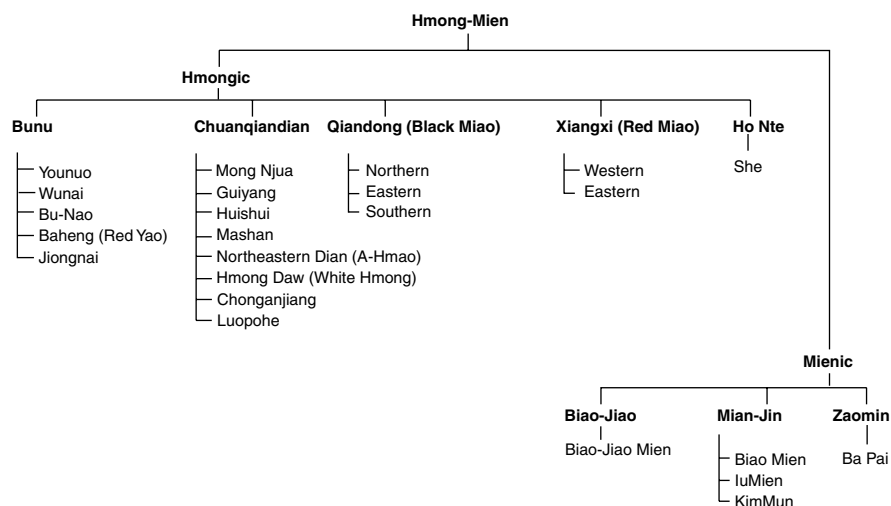 Hmong-Mien
Hmongic
Bunu
Chuanqiandian
Qiandong (Black Miao)
Xiangxi (Red Miao)
Ho Nte
Younuo
Wunai
Bu-Nao
Baheng (Red Yao)
Jiongnai
Mong Njua
Guiyang
Huishui
Mashan
Northeastern Dian (A-Hmao)
Hmong Daw (White Hmong)
Chonganjiang
Luopohe
Northern
Eastern
Southern
Western
Eastern
She
Mienic
Biao-Jiao
Mian-Jin
Zaomin
Biao-Jiao Mien
Biao Mien
IuMien
KimMun
Ba Pai